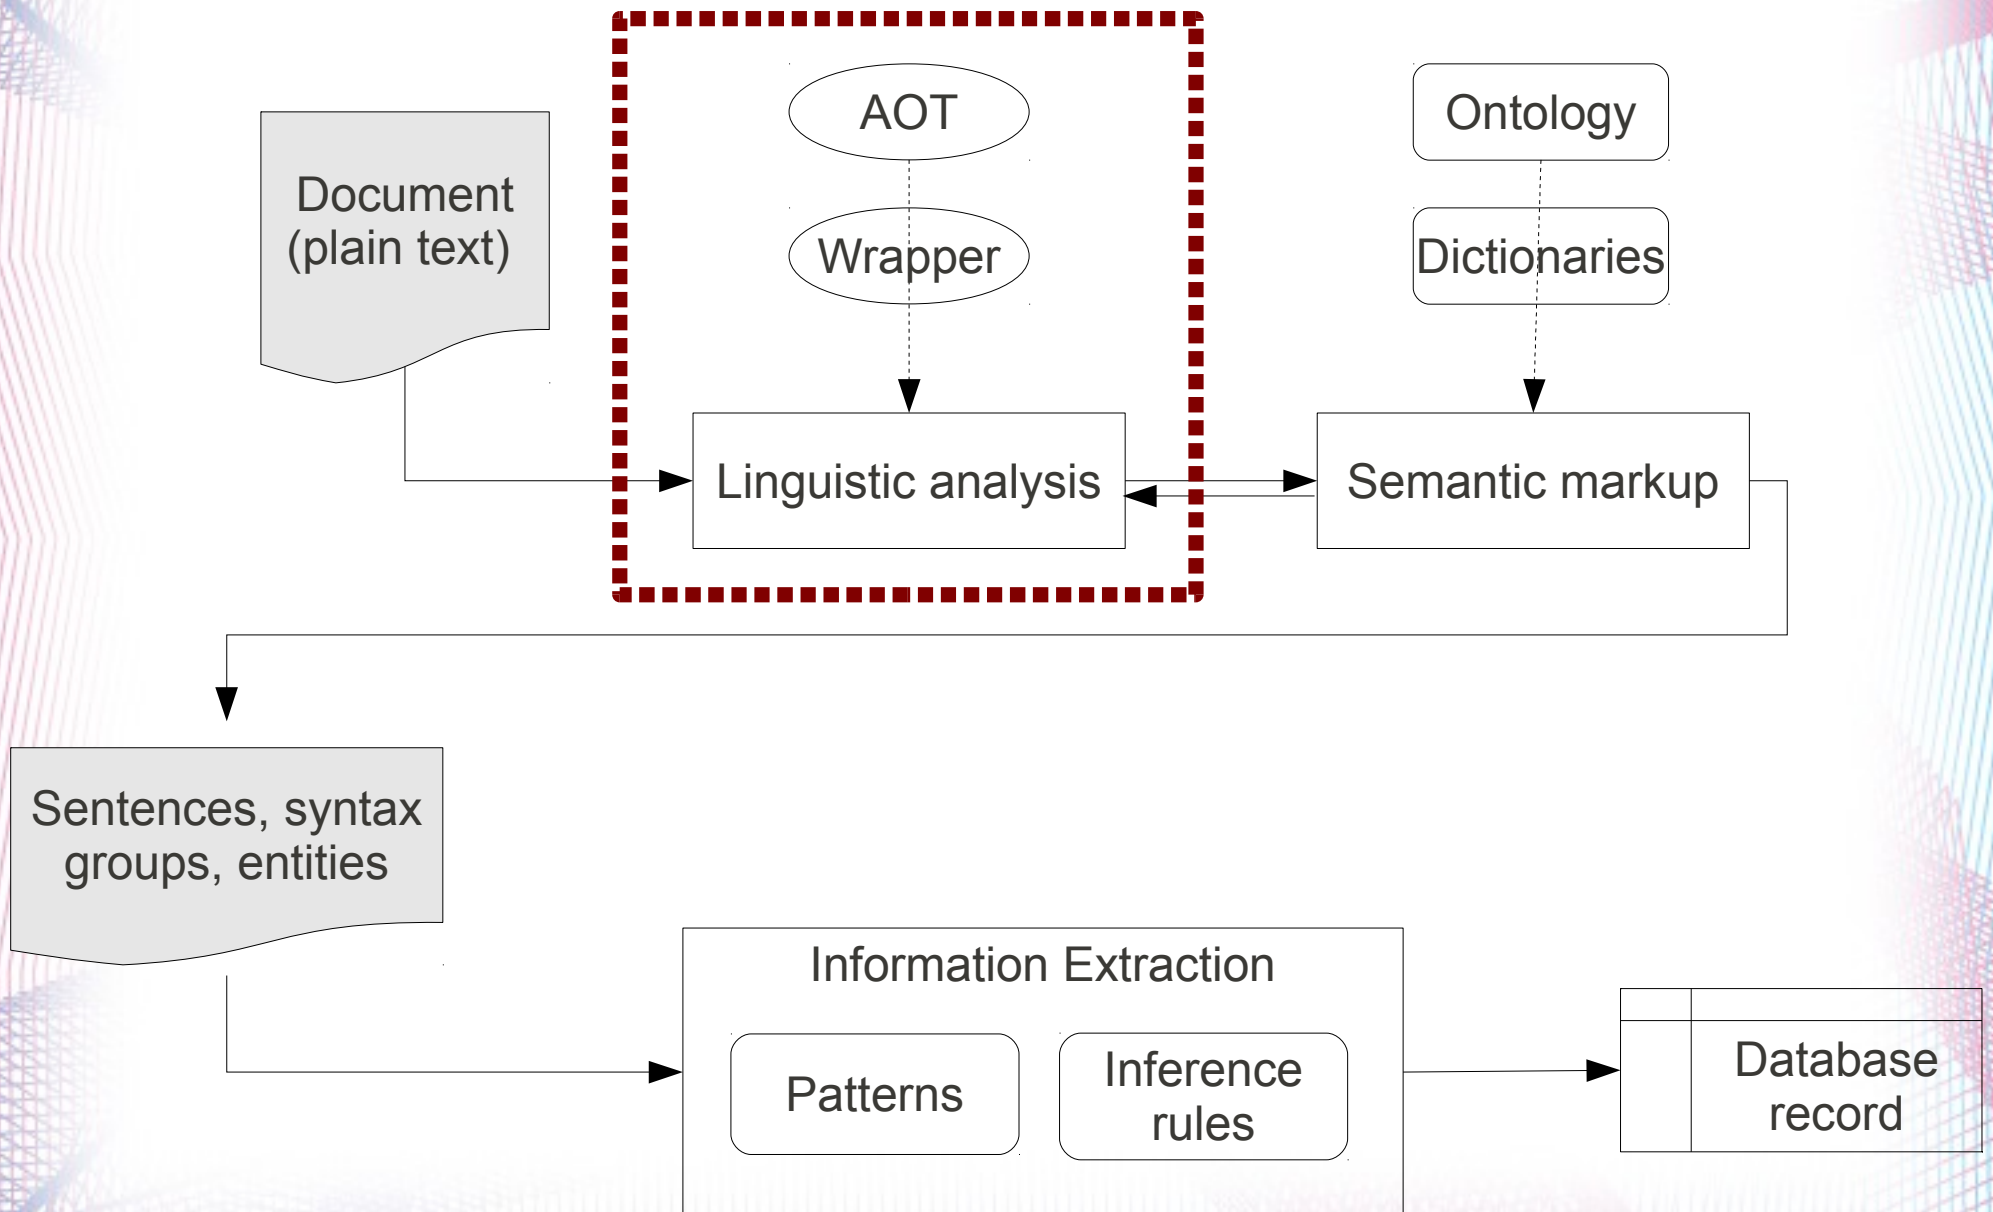 AOT
Ontology
Document
(plain text)
Wrapper
Dictionaries
Linguistic analysis
Semantic markup
Sentences, syntax
groups, entities
Information Extraction
Patterns
Inference
rules
Database
record